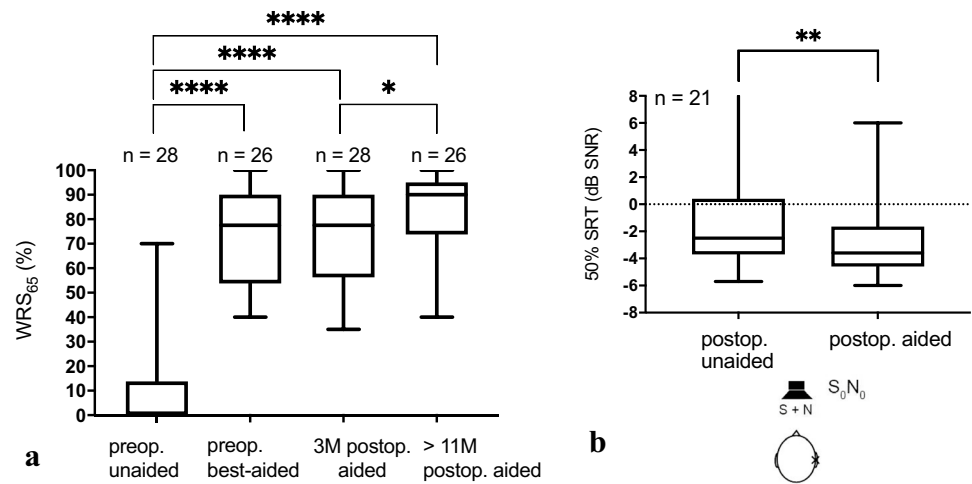 ****
****
**** *
n = 28 n = 26 n = 28 n = 26
WRS65 (%)
100
90
80
70
60
50
40
30
20
10
0
preop. unaided
preop. best-aided
3M postop. aided
> 11M postop. aided
a
**
n = 21
50% SRT (dB SNR)
8
6
4
2
0
-2
-4
-6
-8
postop. unaided
postop. aided
S + N
S0N0
b